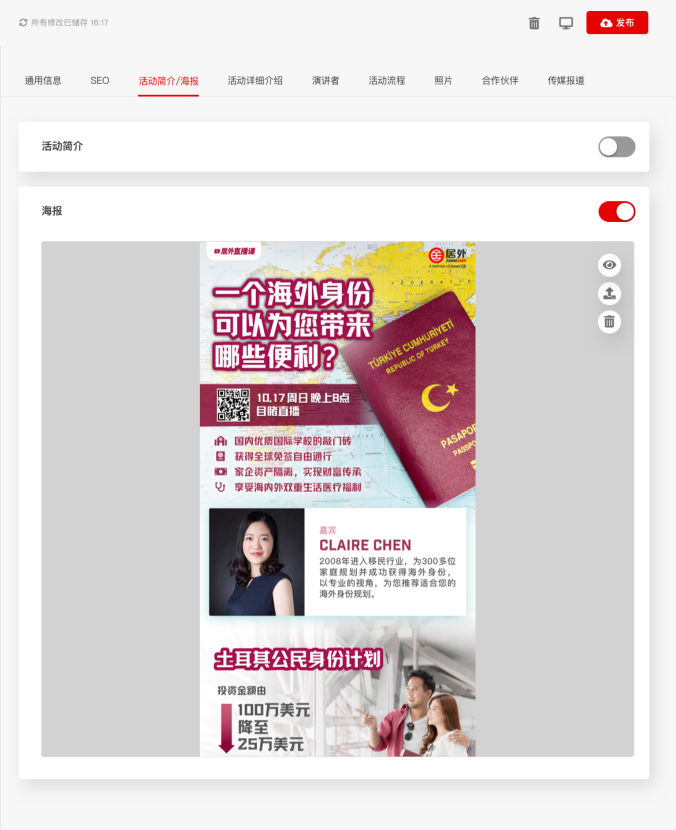 所有修改已储存 16:17
发布
通用信息 SEO 活动简介/海报 活动详细介绍 演讲者 活动流程 照片 合作伙伴 传媒报道
活动简介
海报
居外直播课
居外
juwai.com
A member of Juwai IQI
一个海外身份
可以为您带来
哪些便利？
TÜRKİYE CUMHURİYETİ
REPUBLIC OF TURKEY
10.17 周日 晚上8点
目睹直播
PASAPORT
国内优质国际学校的敲门砖
获得全球免签自由通行
家企资产隔离，实现财富传承
享受海内外双重生活医疗福利
嘉宾
CLAIRE CHEN
2008年进入移民行业，为300多位
家庭规划并成功获得海外身份，
以专业的视角，为您推荐适合您的
海外身份规划。
土耳其公民身份计划
投资金额由
100万美元
降至
25万美元